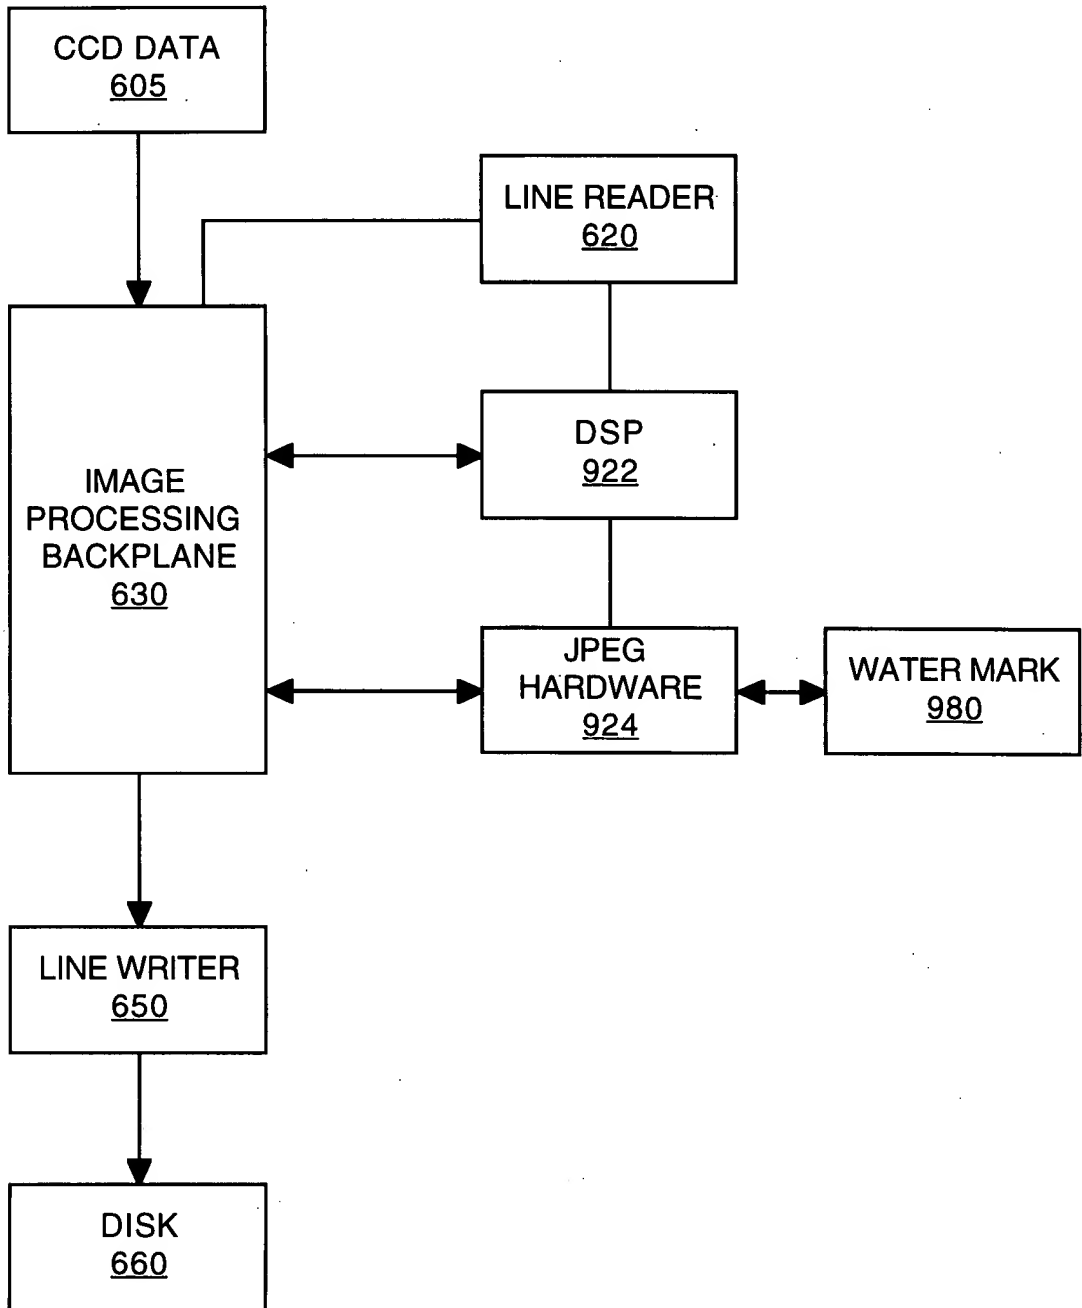 CCD DATA
605
LINE READER
620
DSP
922
IMAGE
PROCESSING
BACKPLANE
630
JPEG
HARDWARE
924
WATER MARK
980
LINE WRITER
650
DISK
660